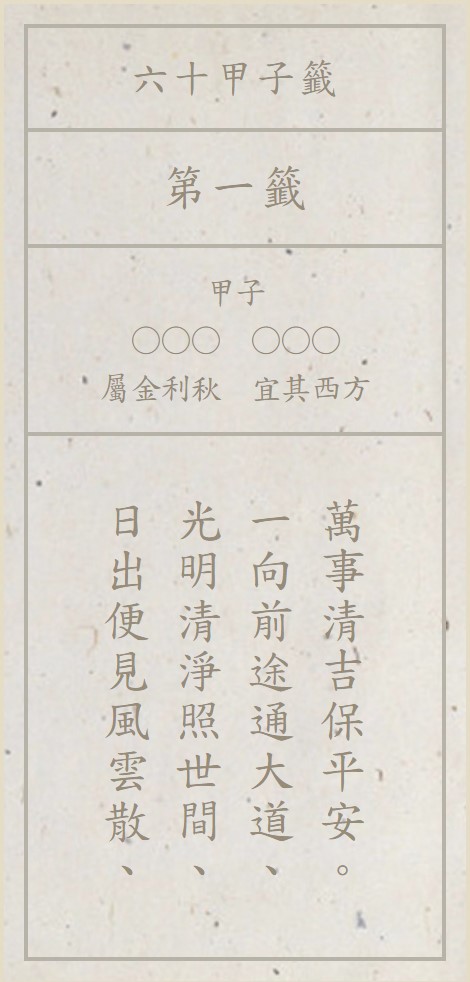 六十甲子籤
第一籤
甲子
○○○　○○○
屬金利秋　宜其西方
日出便見風雲散、
光明清淨照世間、
一向前途通大道、
萬事清吉保平安。